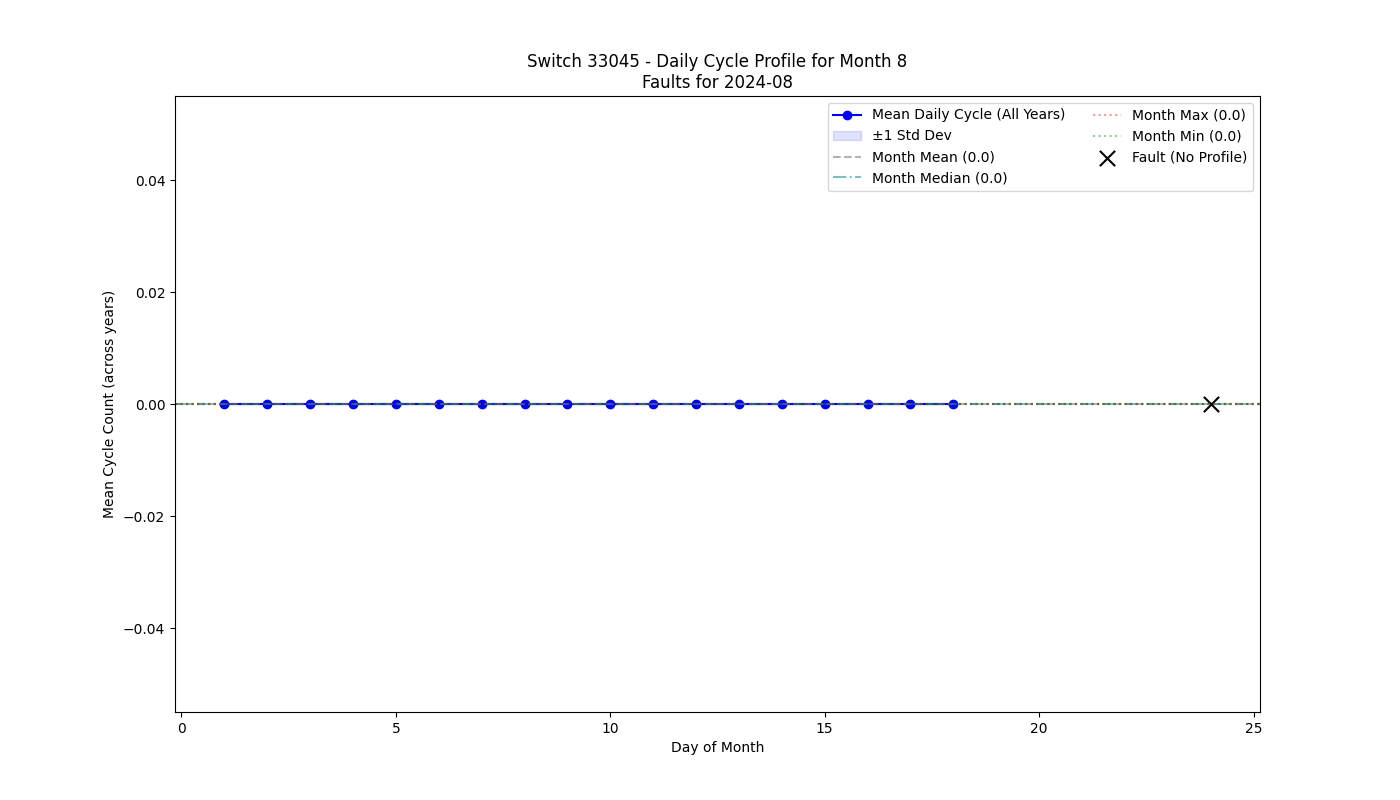 Switch 33045 - Daily Cycle Profile for Month 8
Faults for 2024-08
Mean Daily Cycle (All Years)
±1 Std Dev
Month Mean (0.0)
Month Median (0.0)
Month Max (0.0)
Month Min (0.0)
Fault (No Profile)
Mean Cycle Count (across years)
0.04
0.02
0.00
−0.02
−0.04
0
5
10
15
20
25
Day of Month